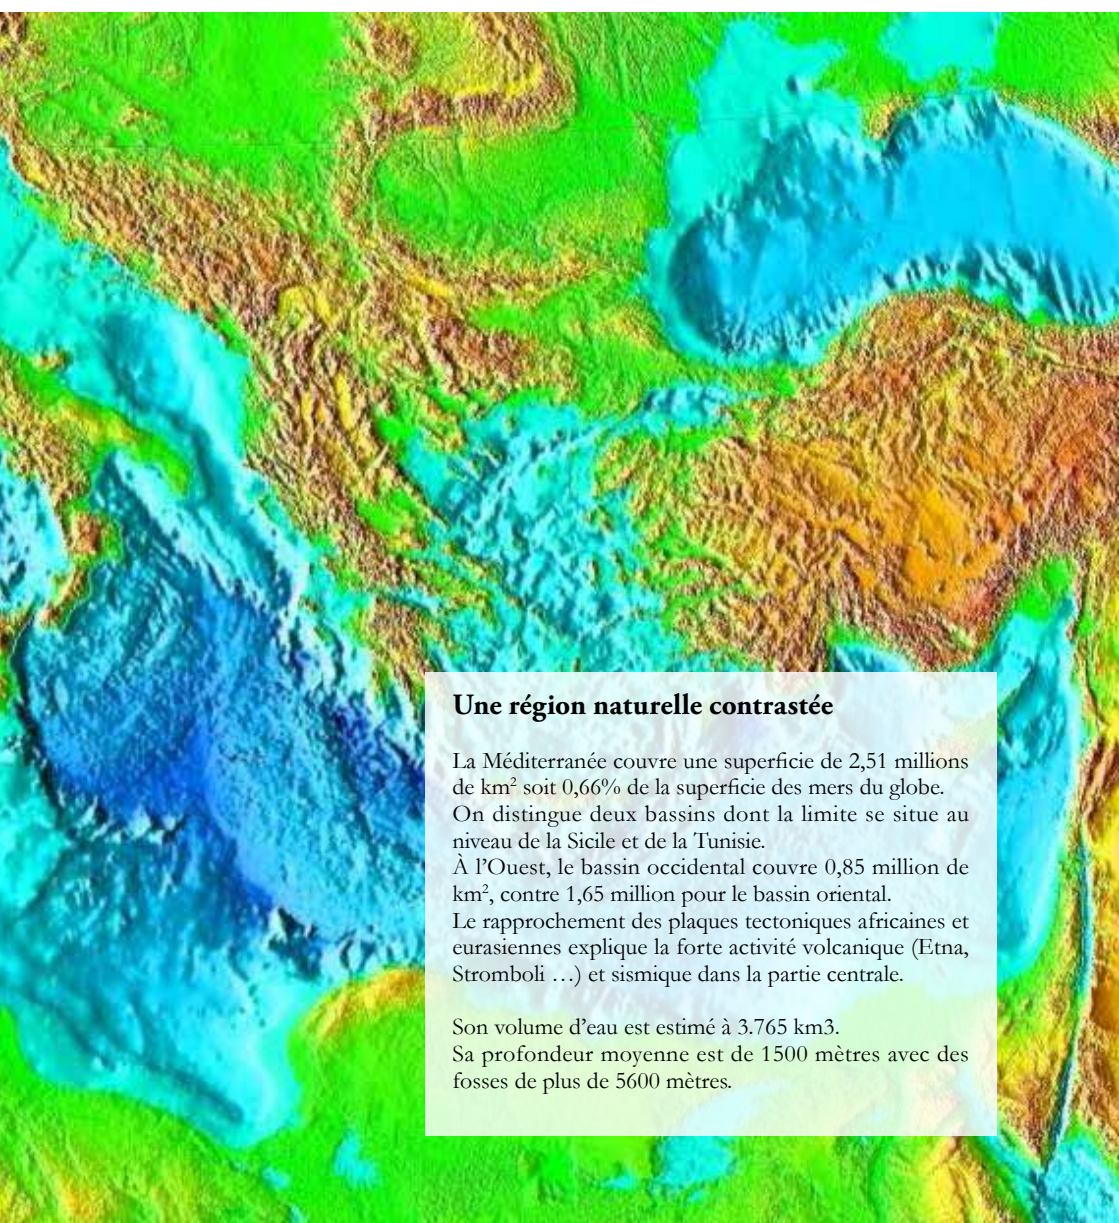 Une région naturelle contrastée
La Méditerranée couvre une superficie de 2,51 millions
de km² soit 0,66% de la superficie des mers du globe.
On distingue deux bassins dont la limite se situe au
niveau de la Sicile et de la Tunisie.
À l’Ouest, le bassin occidental couvre 0,85 million de
km², contre 1,65 million pour le bassin oriental.
Le rapprochement des plaques tectoniques africaines et
eurasiennes explique la forte activité volcanique (Etna,
Stromboli …) et sismique dans la partie centrale.
Son volume d’eau est estimé à 3.765 km3.
Sa profondeur moyenne est de 1500 mètres avec des
fosses de plus de 5600 mètres.